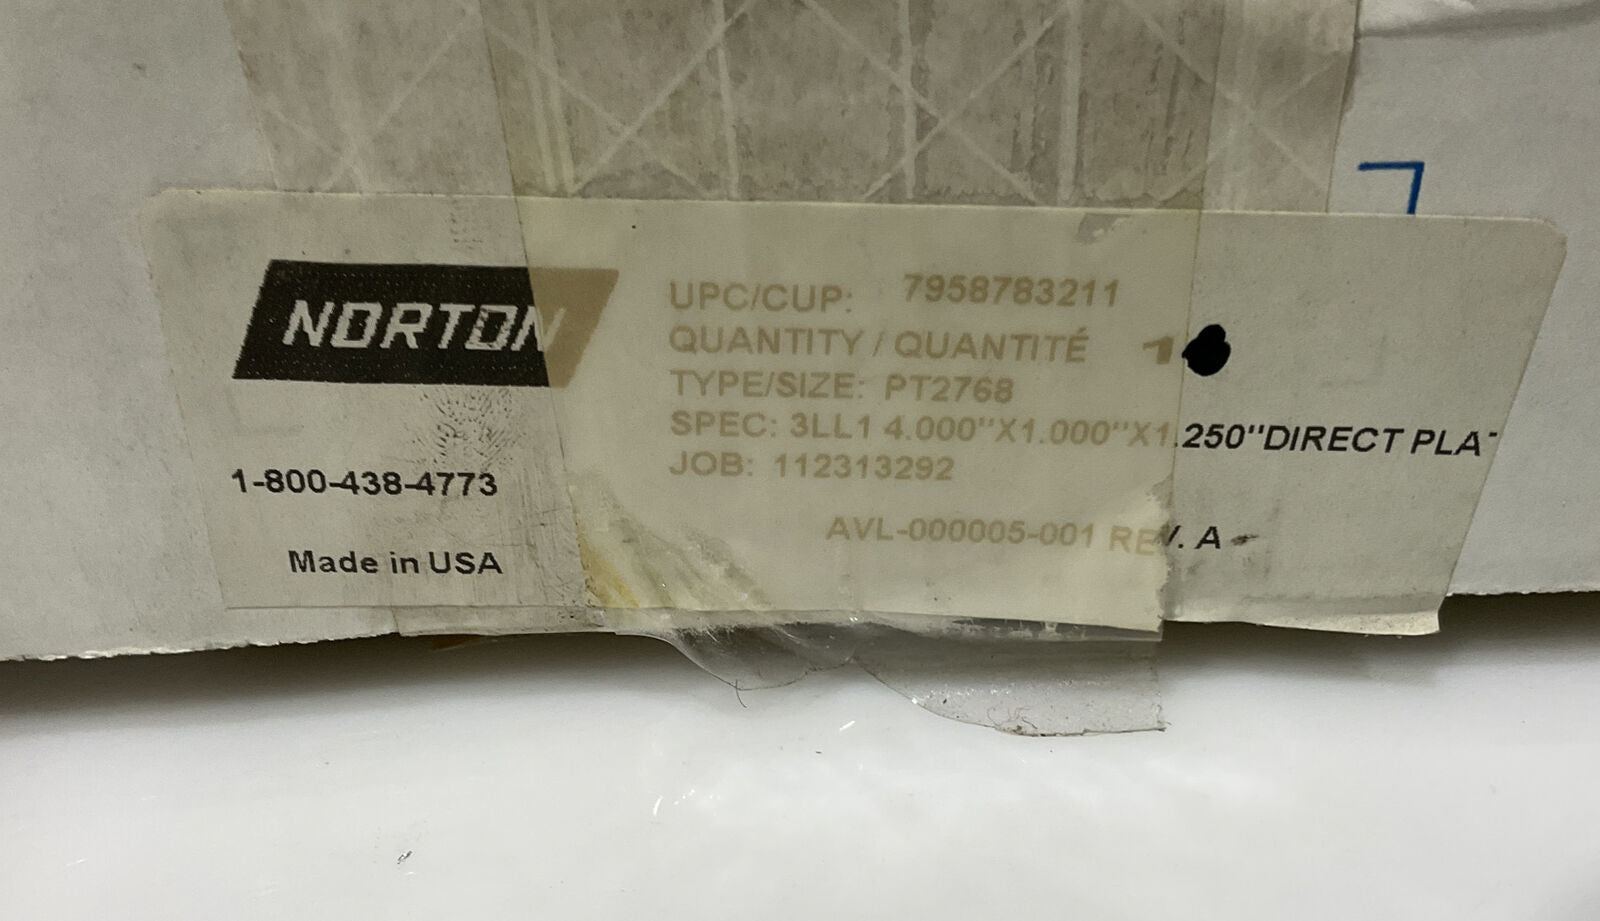 NORTON
UPC/CUP: 7958783211
QUANTITY / QUANTITÉ 1
TYPE/SIZE: PT2768
SPEC: 3LL1 4.000"X1.000"X1.250"DIRECT PLA
JOB: 112313292
1-800-438-4773
AVL-000005-001 REV. A
Made in USA